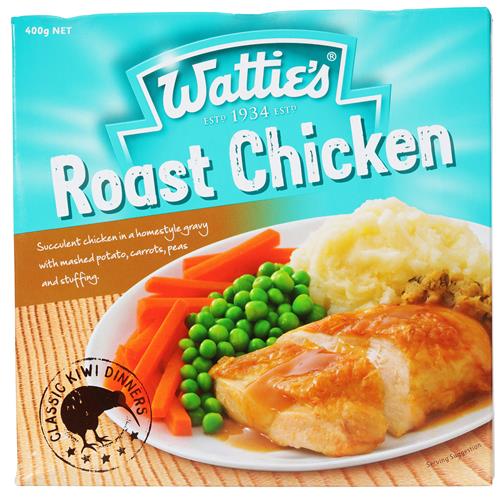 400g NET
Wattie's®
ESTD 1934 ESTD
Roast Chicken
Succulent chicken in a homestyle gravy
with mashed potato, carrots, peas
and stuffing.
CLASSIC KIWI DINNERS
Serving Suggestion